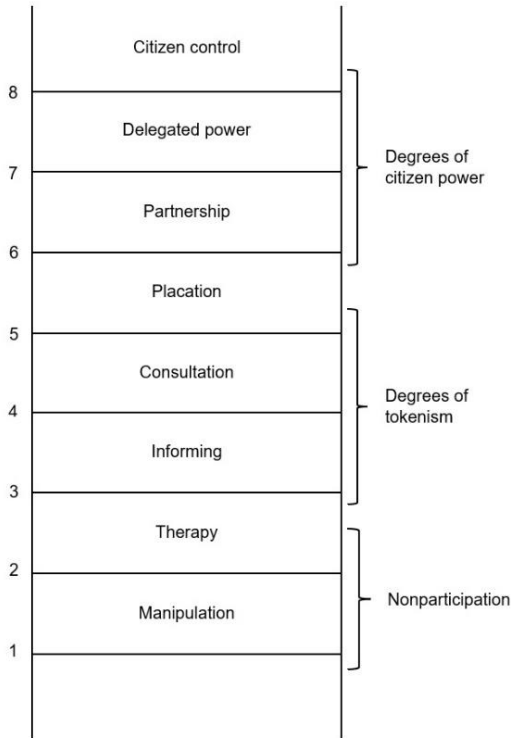 Citizen control
8
Delegated power
7
Degrees of
citizen power
Partnership
6
Placation
5
Consultation
Degrees of
tokenism
4
Informing
3
Therapy
2
Nonparticipation
Manipulation
1